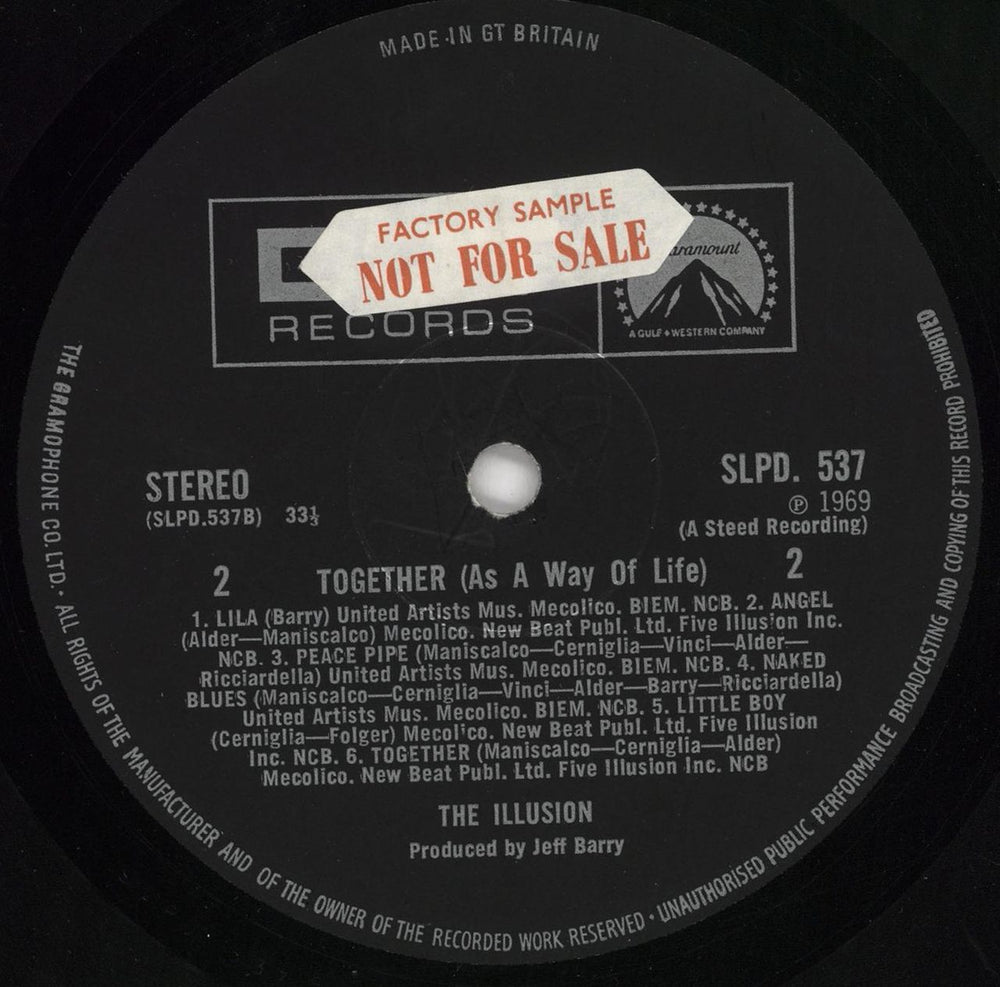 MADE IN GT BRITAIN
FACTORY SAMPLE
NOT FOR SALE
RECORDS
aramount
A GULF + WESTERN COMPANY
STEREO
(SLPD.537B) 33⅓
SLPD. 537
℗ 1969
(A Steed Recording)
2 TOGETHER (As A Way Of Life) 2
1. LILA (Barry) United Artists Mus. Mecolico. BIEM. NCB. 2. ANGEL
(Alder—Maniscalco) Mecolico. New Beat Publ. Ltd. Five Illusion Inc.
NCB. 3. PEACE PIPE (Maniscalco—Cerniglia—Vinci—Alder—
Ricciardella) United Artists Mus. Mecolico. BIEM. NCB. 4. NAKED
BLUES (Maniscalco—Cerniglia—Vinci—Alder—Barry—Ricciardella)
United Artists Mus. Mecolico. BIEM. NCB. 5. LITTLE BOY
(Cerniglia—Folger) Mecolico. New Beat Publ. Ltd. Five Illusion
Inc. NCB. 6. TOGETHER (Maniscalco—Cerniglia—Alder)
Mecolico. New Beat Publ. Ltd. Five Illusion Inc. NCB
THE ILLUSION
Produced by Jeff Barry
THE GRAMOPHONE CO. LTD. • ALL RIGHTS OF THE MANUFACTURER AND OF THE OWNER OF THE RECORDED WORK RESERVED • UNAUTHORISED PUBLIC PERFORMANCE BROADCASTING AND COPYING OF THIS RECORD PROHIBITED